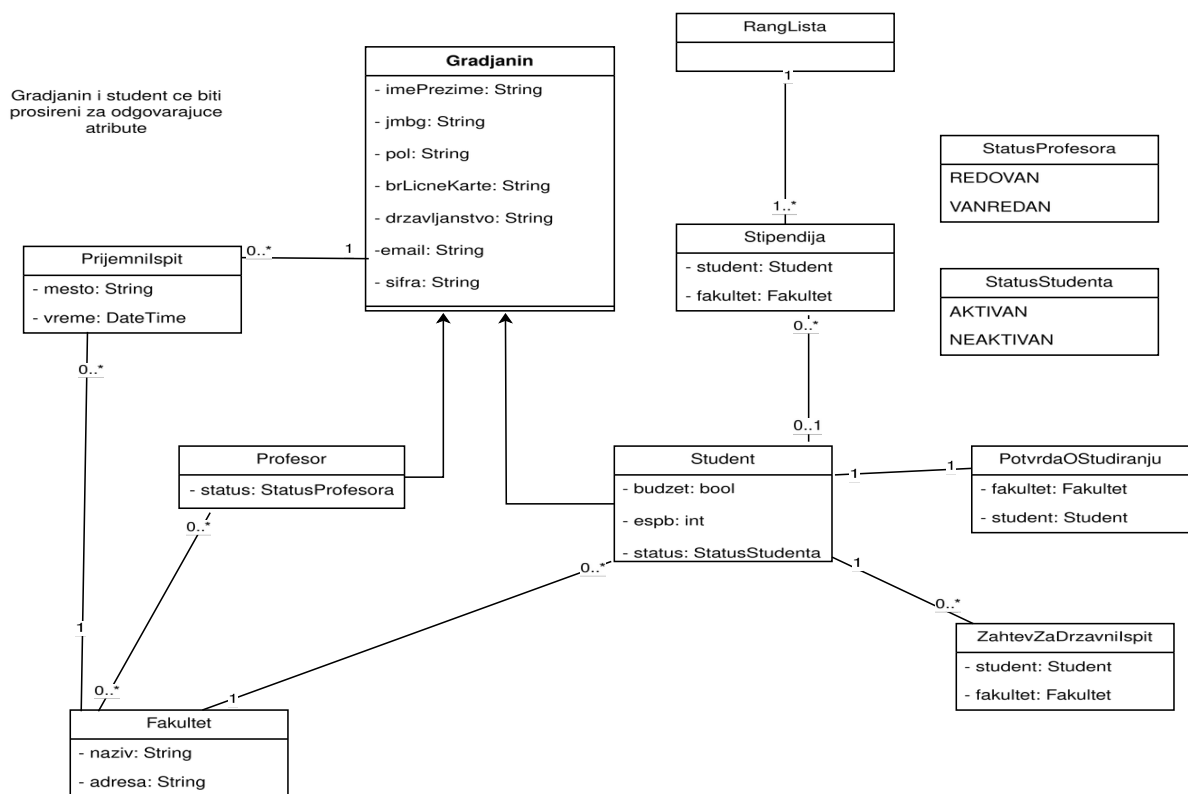 RangLista
1
1..*
Gradjanin
- imePrezime: String
- jmbg: String
- pol: String
- brLicneKarte: String
- drzavljanstvo: String
-email: String
- sifra: String
Gradjanin i student ce biti
prosireni za odgovarajuce
atribute
StatusProfesora
REDOVAN
VANREDAN
Stipendija
- student: Student
- fakultet: Fakultet
0..*
0..1
StatusStudenta
AKTIVAN
NEAKTIVAN
PrijemniIspit
- mesto: String
- vreme: DateTime
0..*
1
0..*
1
Profesor
- status: StatusProfesora
0..*
0..*
Student
- budzet: bool
- espb: int
- status: StatusStudenta
0..*
1
1
1
PotvrdaOStudiranju
- fakultet: Fakultet
- student: Student
1
0..*
ZahtevZaDrzavniIspit
- student: Student
- fakultet: Fakultet
Fakultet
- naziv: String
- adresa: String